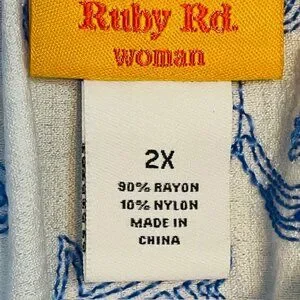 Ruby Rd.
woman
2X
90% RAYON
10% NYLON
MADE IN
CHINA